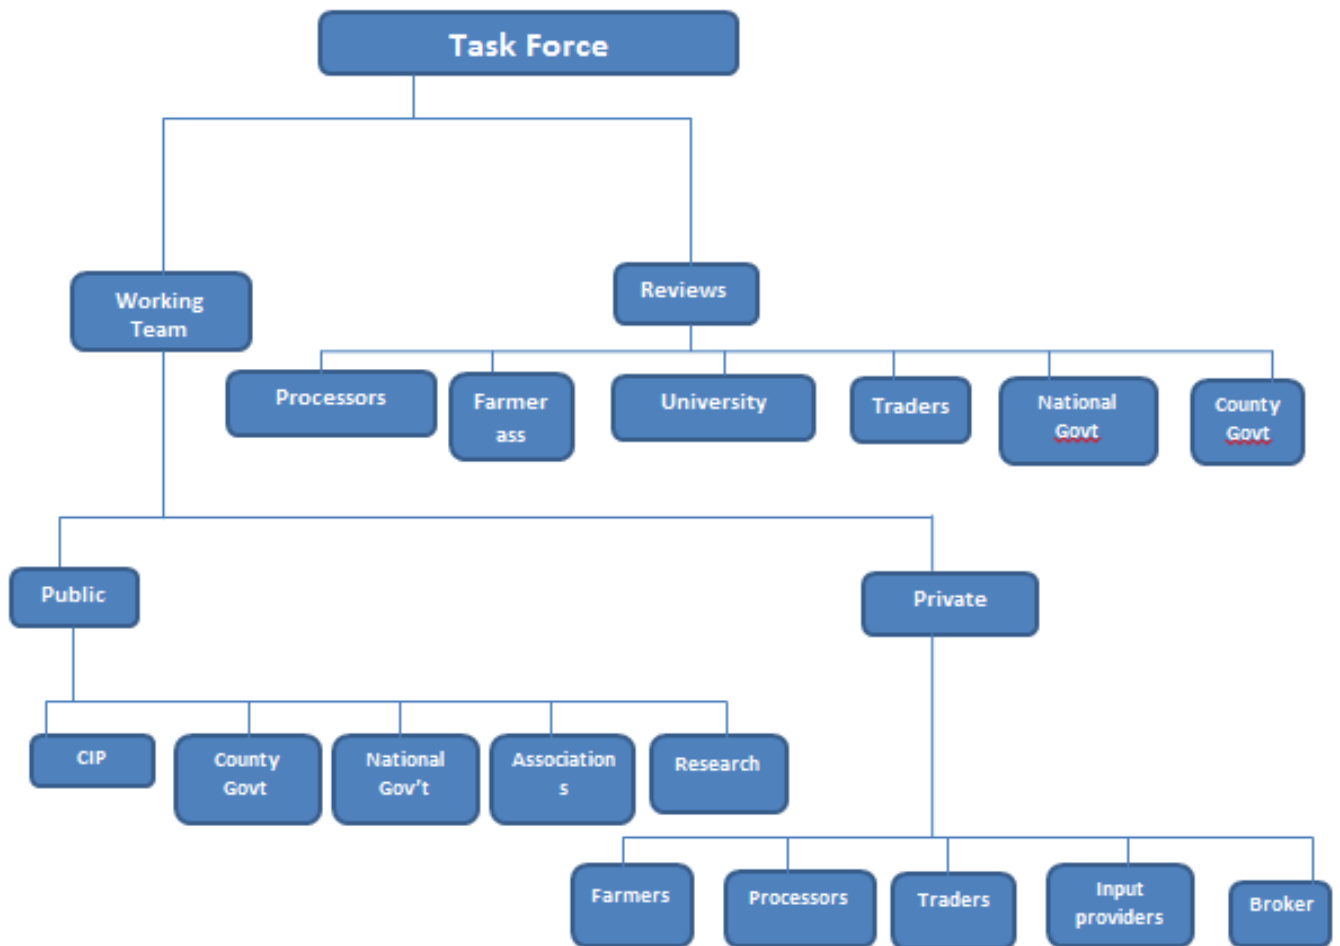 Task Force
Working
Team
Reviews
Processors
Farmer
ass
University
Traders
National
Govt
County
Govt
Public
Private
CIP
County
Govt
National
Gov't
Association
s
Research
Farmers
Processors
Traders
Input
providers
Broker